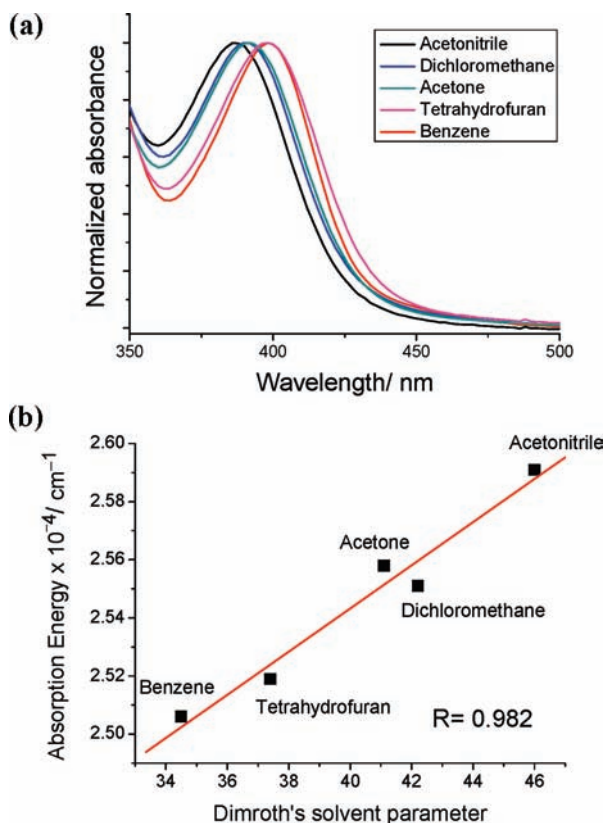 (a)
Acetonitrile
Dichloromethane
Acetone
Tetrahydrofuran
Benzene
Normalized absorbance
350
400
450
500
Wavelength/ nm
(b)
2.60
2.58
2.56
2.54
2.52
2.50
Absorption Energy x 10⁻⁴/ cm⁻¹
Acetonitrile
Acetone
Dichloromethane
Benzene
Tetrahydrofuran
R= 0.982
34 36 38 40 42 44 46
Dimroth's solvent parameter